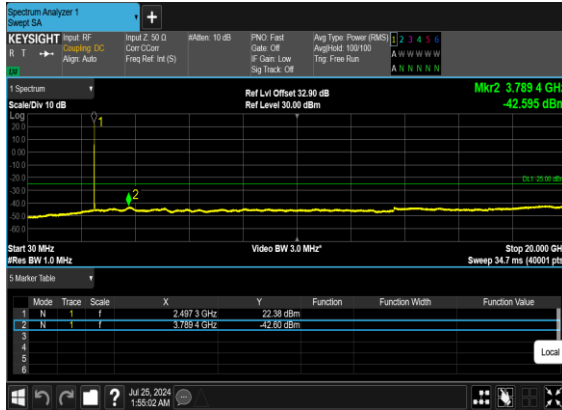 Spectrum Analyzer 1
Swept SA
+
KEYSIGHT
R T
Input: RF
Coupling: DC
Align: Auto
Input Z: 50 Ω
Corr CCorr
Freq Ref: Int (S)
#Atten: 10 dB
PNO: Fast
Gate: Off
IF Gain: Low
Sig Track: Off
Avg Type: Power (RMS)
Avg|Hold: 100/100
Trig: Free Run
1 2 3 4 5 6
A W W W W W
A N N N N N
1 Spectrum
Scale/Div 10 dB
Ref Lvl Offset 32.90 dB
Ref Level 30.00 dBm
Mkr2 3.789 4 GHz
-42.595 dBm
Log
20.0
10.0
0.00
-10.0
-20.0
-30.0
-40.0
-50.0
-60.0
1
2
DL1 -25.00 dBm
Start 30 MHz
#Res BW 1.0 MHz
Video BW 3.0 MHz*
Stop 20.000 GHz
Sweep 34.7 ms (40001 pts)
5 Marker Table
Mode Trace Scale X Y Function Function Width Function Value
1 N 1 f 2.497 3 GHz 22.38 dBm
2 N 1 f 3.789 4 GHz -42.60 dBm
3
4
5
6
Local
?
Jul 25, 2024
1:55:02 AM